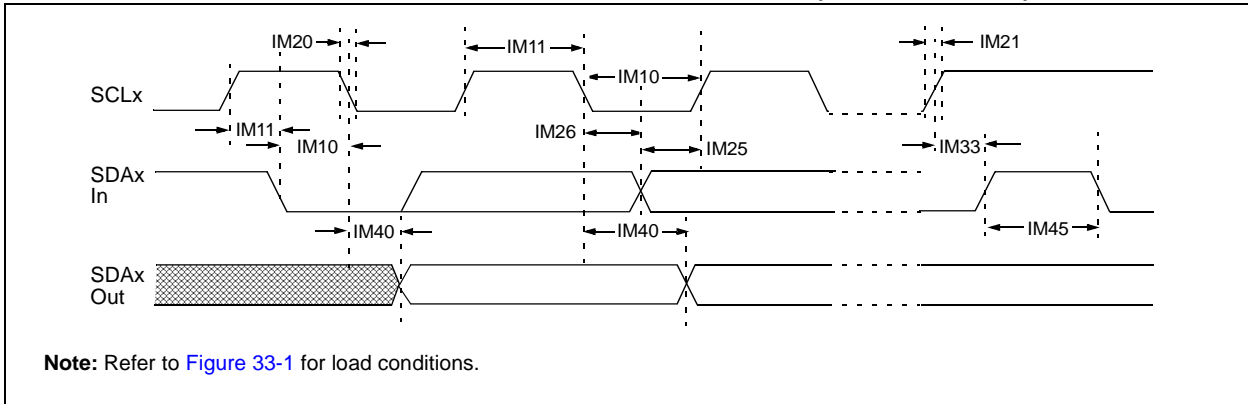 IM20
IM11
IM21
IM10
SCLx
IM11
IM26
IM10
IM25
IM33
SDAx
In
IM40
IM40
IM45
SDAx
Out
Note: Refer to Figure 33-1 for load conditions.